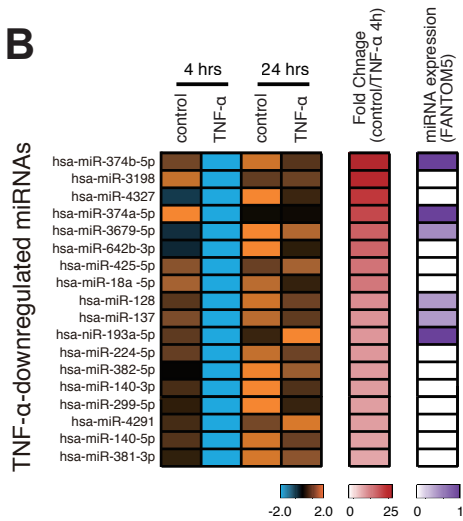 B
4 hrs
24 hrs
control
TNF-α
control
TNF-α
Fold Chnage
(control/TNF-α 4h)
miRNA expression
(FANTOM5)
TNF-α-downregulated miRNAs
hsa-miR-374b-5p
hsa-miR-3198
hsa-miR-4327
hsa-miR-374a-5p
hsa-miR-3679-5p
hsa-miR-642b-3p
hsa-miR-425-5p
hsa-miR-18a -5p
hsa-miR-128
hsa-miR-137
hsa-niR-193a-5p
hsa-miR-224-5p
hsa-miR-382-5p
hsa-miR-140-3p
hsa-miR-299-5p
hsa-miR-4291
hsa-miR-140-5p
hsa-miR-381-3p
-2.0 2.0
0 25
0 1